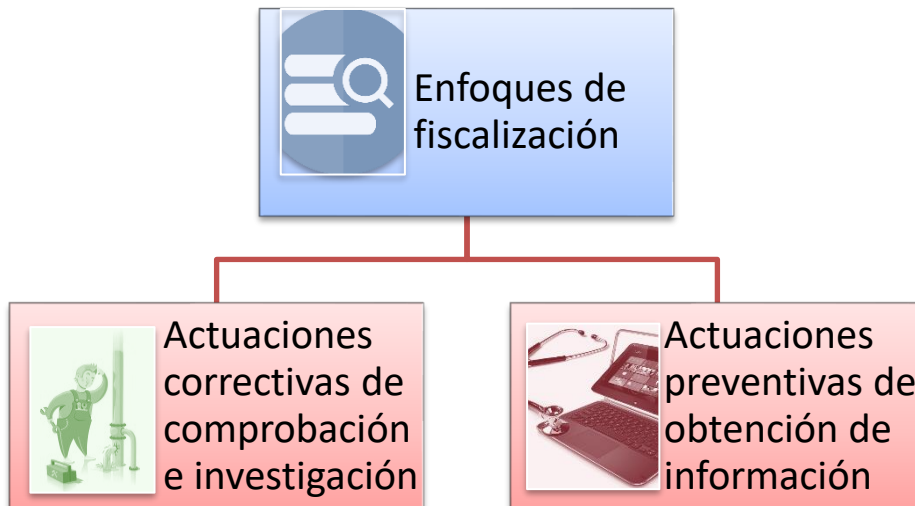 Enfoques de
fiscalización
Actuaciones
correctivas de
comprobación
e investigación
Actuaciones
preventivas de
obtención de
información